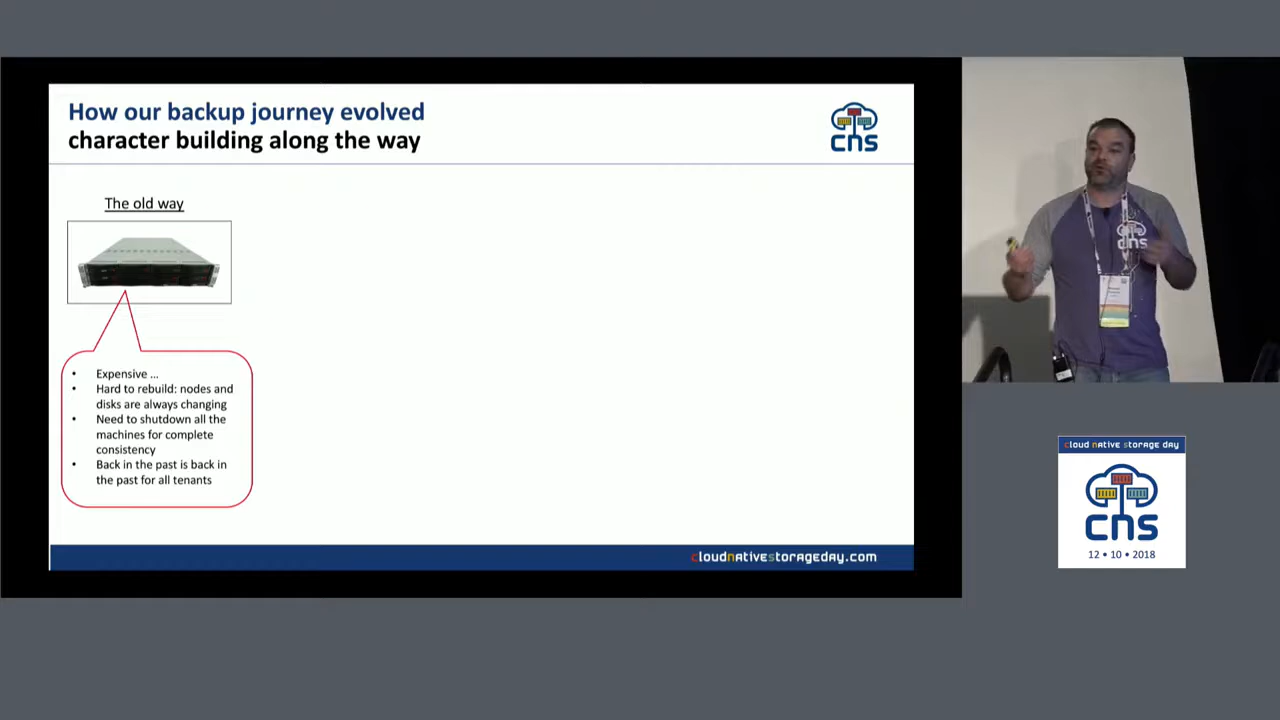 How our backup journey evolved
character building along the way
cns
The old way
• Expensive ...
• Hard to rebuild: nodes and
disks are always changing
• Need to shutdown all the
machines for complete
consistency
• Back in the past is back in
the past for all tenants
cloudnativestorageday.com
cns
cloud native storage day
cns
12 • 10 • 2018